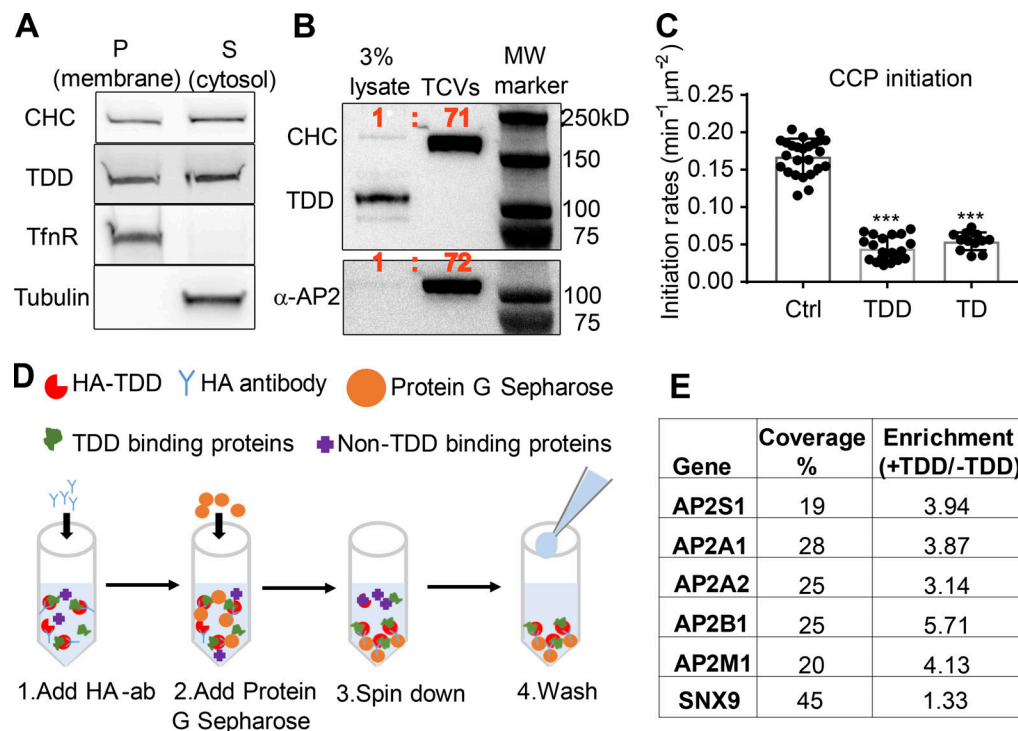 A
P
(membrane)
S
(cytosol)
CHC
TDD
TfnR
Tubulin
B
3%
lysate
TCVs
MW
marker
1 : 71
CHC
TDD
250kD
150
100
75
1 : 72
α-AP2
100
75
C
CCP initiation
Initiation rates (min⁻¹µm⁻²)
0.20
0.15
0.10
0.05
0.00
***
***
Ctrl
TDD
TD
D
HA-TDD
HA antibody
Protein G Sepharose
TDD binding proteins
Non-TDD binding proteins
1.Add HA-ab
2.Add Protein
G Sepharose
3.Spin down
4.Wash
E
Gene Coverage % Enrichment (+TDD/-TDD)
AP2S1 19 3.94
AP2A1 28 3.87
AP2A2 25 3.14
AP2B1 25 5.71
AP2M1 20 4.13
SNX9 45 1.33